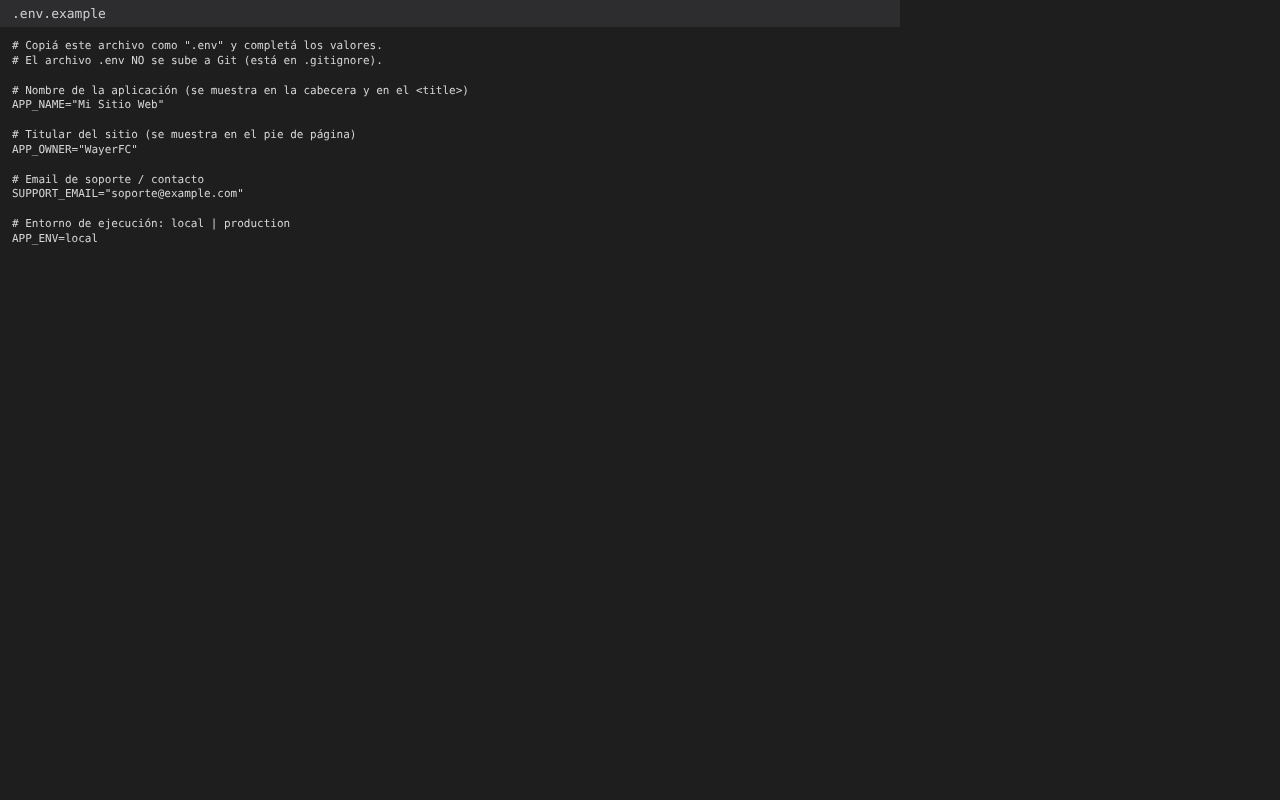 .env.example
# Copiá este archivo como ".env" y completá los valores.
# El archivo .env NO se sube a Git (está en .gitignore).
# Nombre de la aplicación (se muestra en la cabecera y en el <title>)
APP_NAME="Mi Sitio Web"
# Titular del sitio (se muestra en el pie de página)
APP_OWNER="WayerFC"
# Email de soporte / contacto
SUPPORT_EMAIL="soporte@example.com"
# Entorno de ejecución: local | production
APP_ENV=local